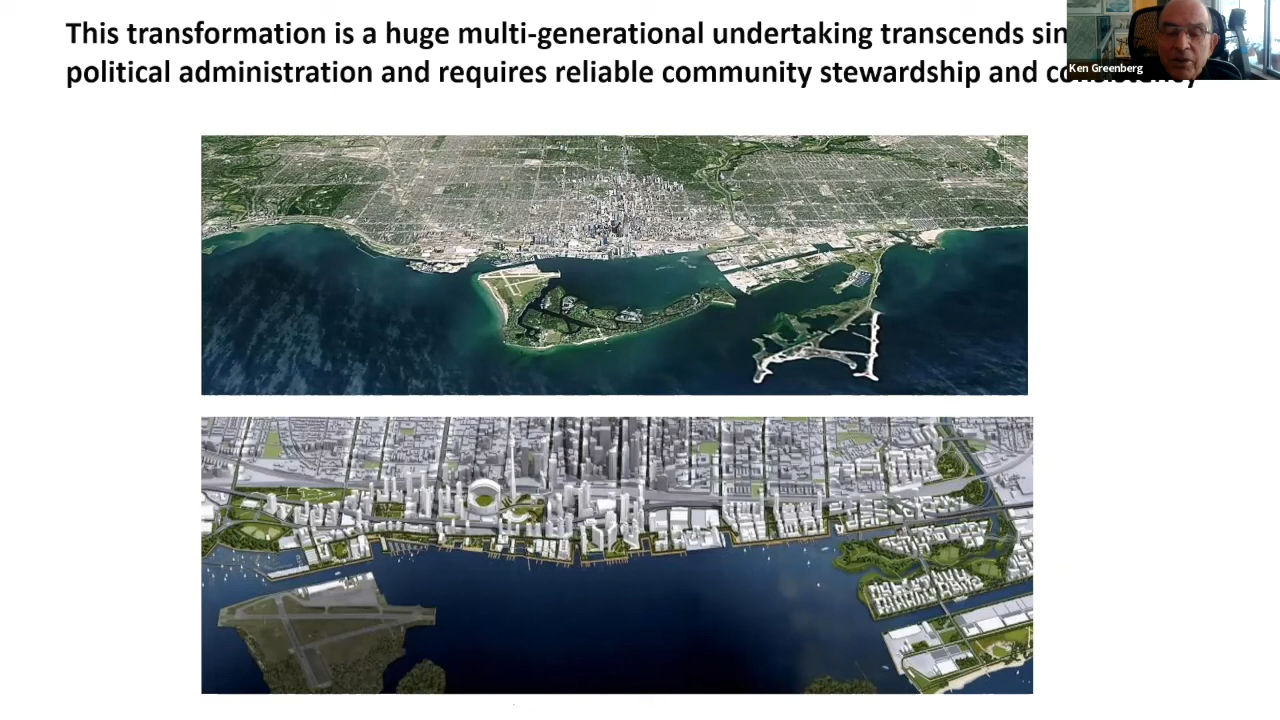 This transformation is a huge multi-generational undertaking transcends
political administration and requires reliable community stewardship and
Ken Greenberg